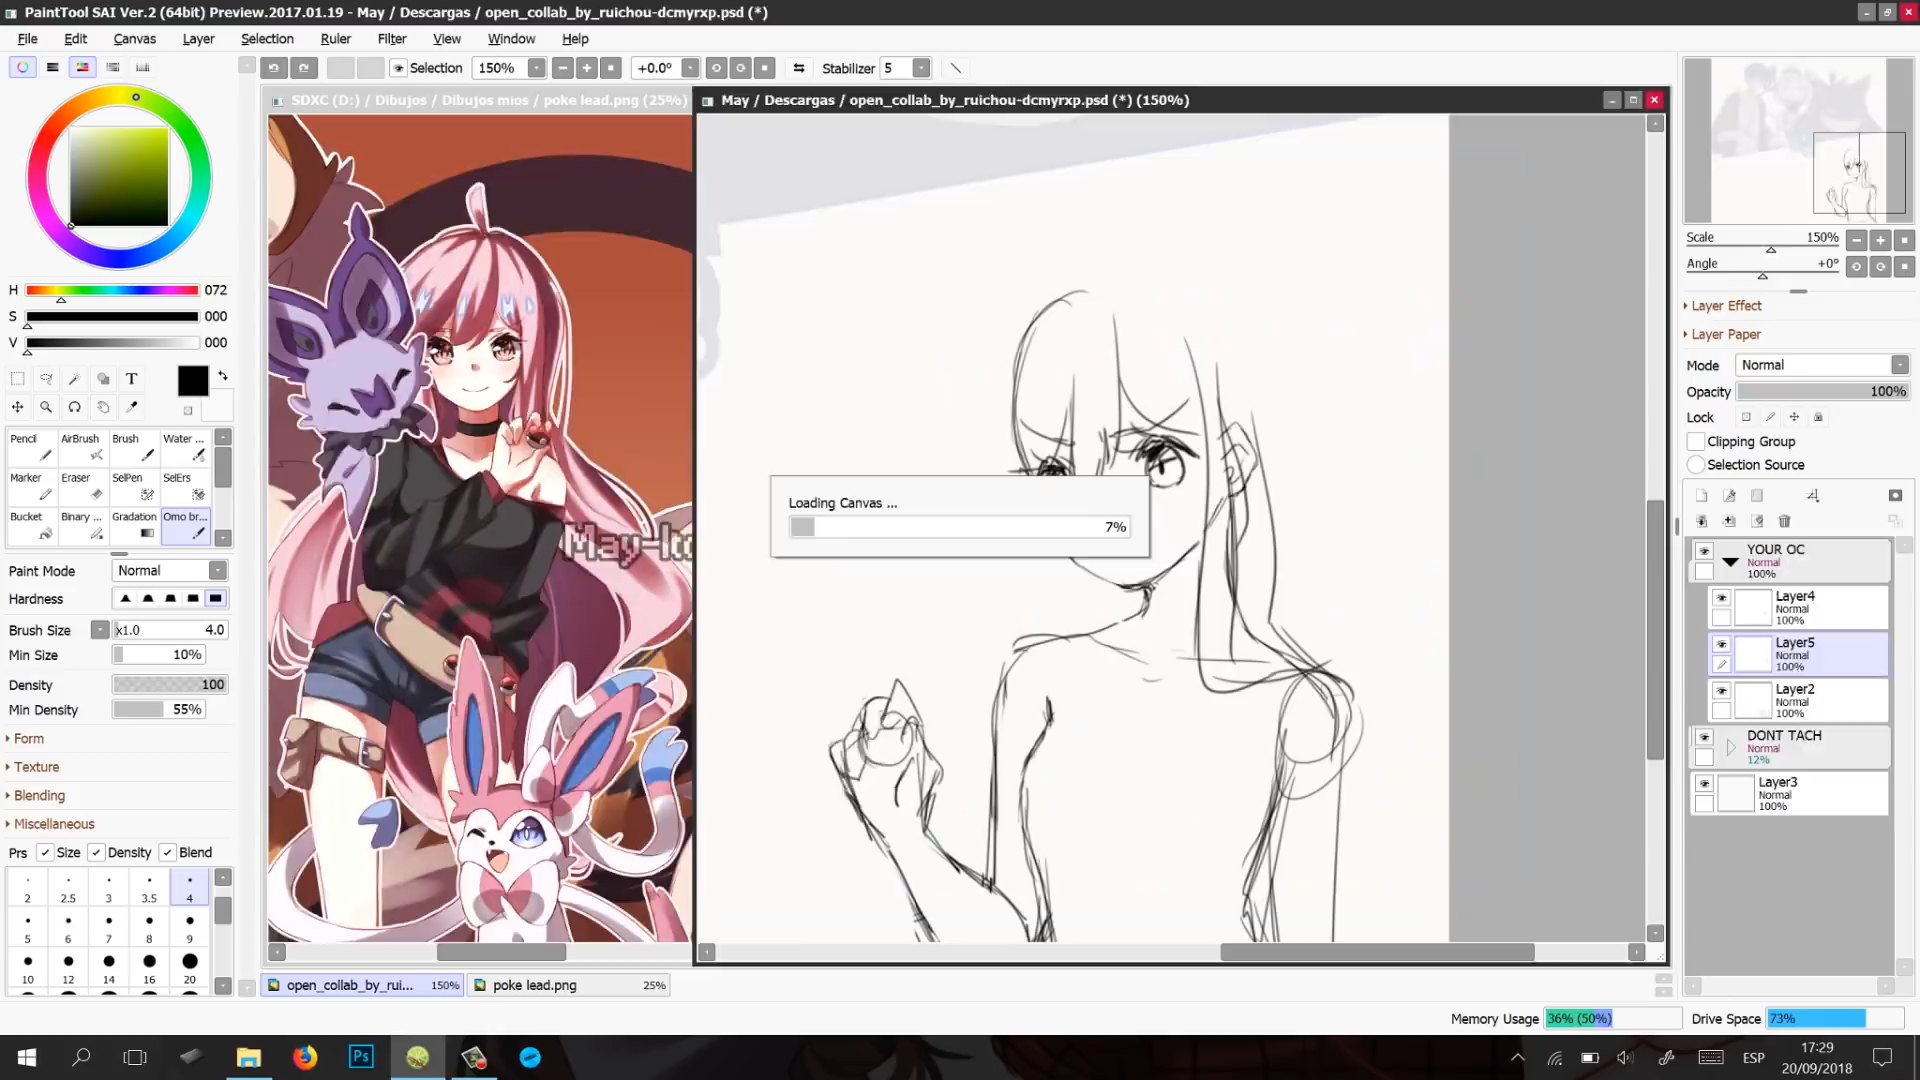 PaintTool SAI Ver.2 (64bit) Preview.2017.01.19 - May / Descargas / open_collab_by_ruichou-dcmyrxp.psd (*)
File Edit Canvas Layer Selection Ruler Filter View Window Help
Selection 150% +0.0° Stabilizer 5
SDXC (D:) / Dibujos / Dibujos mios / poke lead.png (25%)
May / Descargas / open_collab_by_ruichou-dcmyrxp.psd (*) (150%)
H 072
S 000
V 000
T
Pencil AirBrush Brush Water ...
Marker Eraser SelPen SelErs
Bucket Binary ... Gradation Omo br...
Paint Mode Normal
Hardness
Brush Size x1.0 4.0
Min Size 10%
Density 100
Min Density 55%
Form
Texture
Blending
Miscellaneous
Prs Size Density Blend
2 2.5 3 3.5 4
5 6 7 8 9
10 12 14 16 20
Loading Canvas ...
7%
open_collab_by_rui... 150% poke lead.png 25%
Scale 150%
Angle +0°
Layer Effect
Layer Paper
Mode Normal
Opacity 100%
Lock
Clipping Group
Selection Source
YOUR OC
Normal
100%
Layer4
Normal
100%
Layer5
Normal
100%
Layer2
Normal
100%
DONT TACH
Normal
12%
Layer3
Normal
100%
Memory Usage 36% (50%) Drive Space 73%
Ps
ESP
17:29
20/09/2018